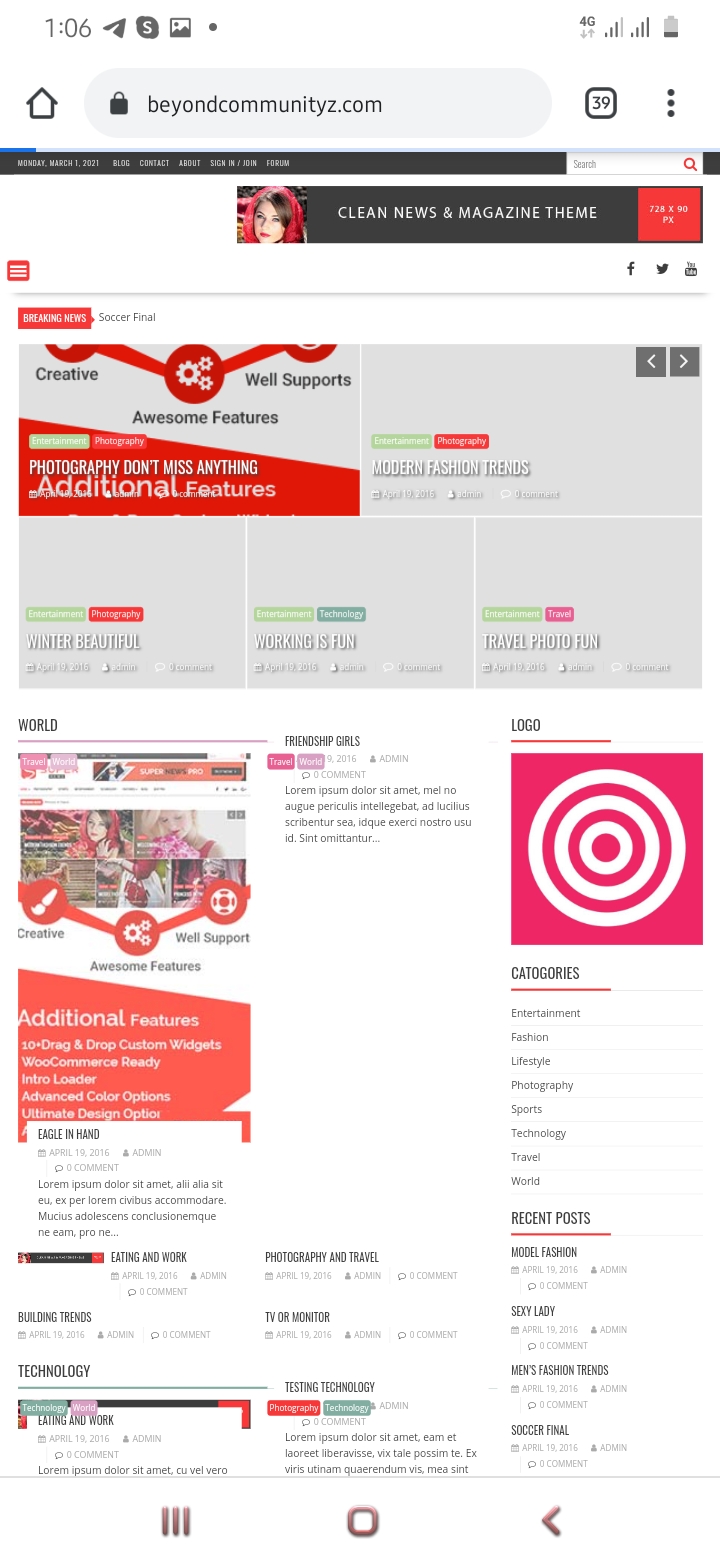 1:06
4G
beyondcommunityz.com
39
MONDAY, MARCH 1, 2021 BLOG CONTACT ABOUT SIGN IN / JOIN FORUM
Search
CLEAN NEWS & MAGAZINE THEME
728 X 90
PX
You
Tube
BREAKING NEWS Soccer Final
Creative
Well Supports
Awesome Features
Entertainment Photography
PHOTOGRAPHY DON'T MISS ANYTHING
Additional Features
April 19, 2016 admin 0 comment
Entertainment Photography
MODERN FASHION TRENDS
April 19, 2016 admin 0 comment
Entertainment Photography
WINTER BEAUTIFUL
April 19, 2016 admin 0 comment
Entertainment Technology
WORKING IS FUN
April 19, 2016 admin 0 comment
Entertainment Travel
TRAVEL PHOTO FUN
April 19, 2016 admin 0 comment
WORLD
Travel World
SUPER NEWS PRO
MODERN FASHION TRENDS
Creative
Well Support
Awesome Features
Additional Features
10+Drag & Drop Custom Widgets
WooCommerce Ready
Intro Loader
Advanced Color Options
Ultimate Design Option
EAGLE IN HAND
APRIL 19, 2016 ADMIN
0 COMMENT
Lorem ipsum dolor sit amet, alii alia sit
eu, ex per lorem civibus accommodare.
Mucius adolescens conclusionemque
ne eam, pro ne...
FRIENDSHIP GIRLS
Travel World 9, 2016 ADMIN
0 COMMENT
Lorem ipsum dolor sit amet, mel no
augue periculis intellegebat, ad lucilius
scribentur sea, idque exerci nostro usu
id. Sint omittantur...
EATING AND WORK
APRIL 19, 2016 ADMIN
0 COMMENT
PHOTOGRAPHY AND TRAVEL
APRIL 19, 2016 ADMIN 0 COMMENT
BUILDING TRENDS
APRIL 19, 2016 ADMIN 0 COMMENT
TV OR MONITOR
APRIL 19, 2016 ADMIN 0 COMMENT
TECHNOLOGY
Technology World
EATING AND WORK
APRIL 19, 2016 ADMIN
0 COMMENT
Lorem ipsum dolor sit amet, cu vel vero
TESTING TECHNOLOGY
Photography Technology ADMIN
0 COMMENT
Lorem ipsum dolor sit amet, eam et
laoreet liberavisse, vix tale possim te. Ex
viris utinam quaerendum vis, mea sint
LOGO
CATOGORIES
Entertainment
Fashion
Lifestyle
Photography
Sports
Technology
Travel
World
RECENT POSTS
MODEL FASHION
APRIL 19, 2016 ADMIN
0 COMMENT
SEXY LADY
APRIL 19, 2016 ADMIN
0 COMMENT
MEN'S FASHION TRENDS
APRIL 19, 2016 ADMIN
0 COMMENT
SOCCER FINAL
APRIL 19, 2016 ADMIN
0 COMMENT